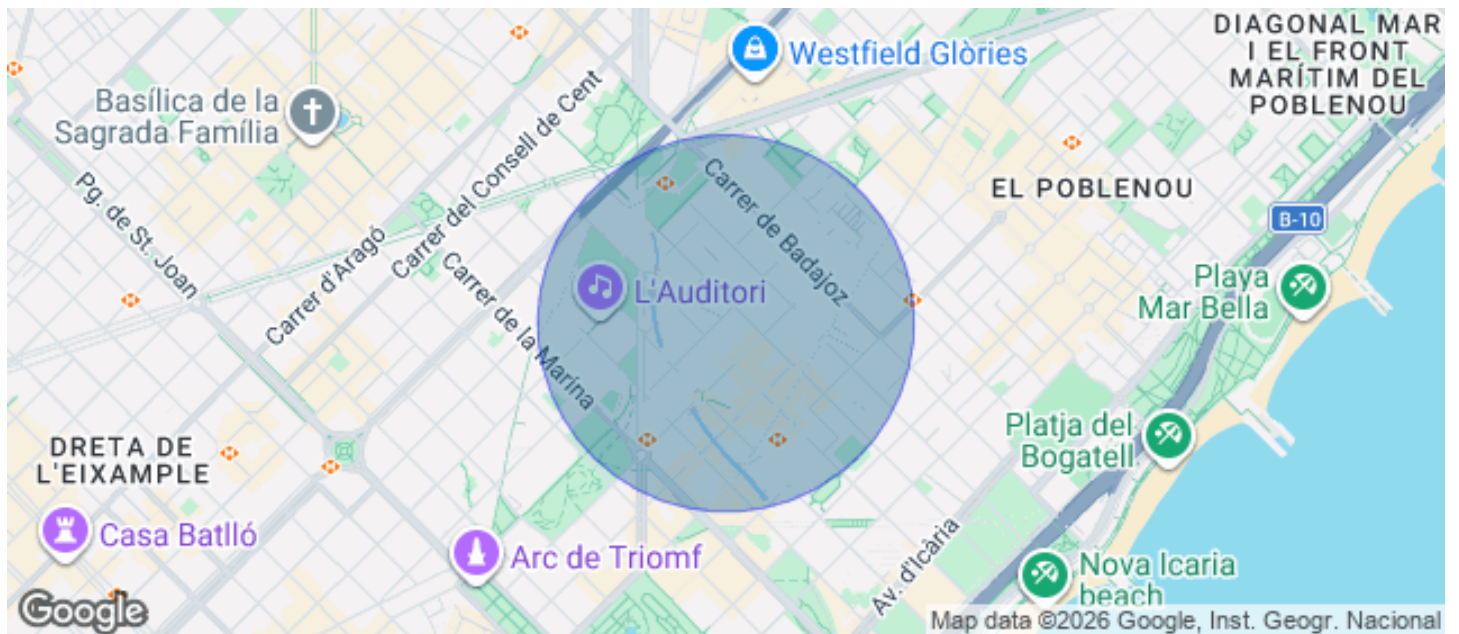 DIAGONAL MAR
I EL FRONT
MARÍTIM DEL
POBLENOU
Westfield Glòries
Basílica de la
Sagrada Família
Carrer del Consell de Cent
Pg. de St. Joan
Carrer d'Aragó
Carrer de Badajoz
EL POBLENOU
B-10
Carrer de la Marina
L'Auditori
Playa
Mar Bella
DRETA DE
L'EIXAMPLE
Platja del
Bogatell
Casa Batlló
Arc de Triomf
Av. d'Icària
Nova Icaria
beach
Google
Map data ©2026 Google, Inst. Geogr. Nacional